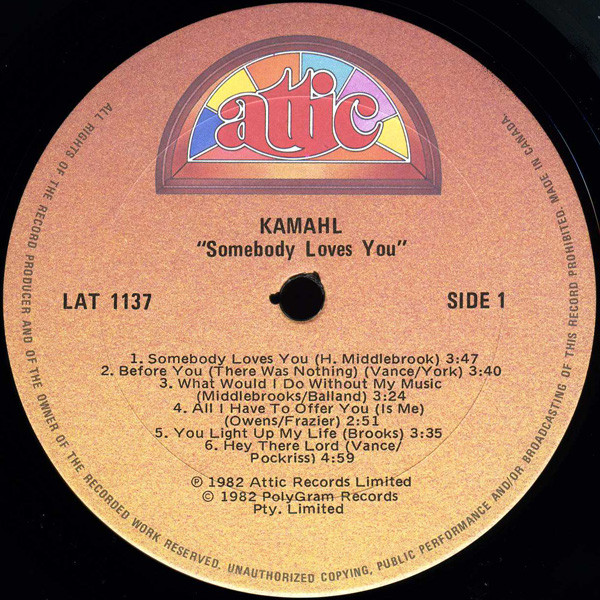 attic
KAMAHL
"Somebody Loves You"
LAT 1137
SIDE 1
1. Somebody Loves You (H. Middlebrook) 3:47
2. Before You (There Was Nothing) (Vance/York) 3:40
3. What Would I Do Without My Music
(Middlebrooks/Balland) 3:24
4. All I Have To Offer You (Is Me)
(Owens/Frazier) 2:51
5. You Light Up My Life (Brooks) 3:35
6. Hey There Lord (Vance/
Pockriss) 4:59
℗ 1982 Attic Records Limited
© 1982 PolyGram Records
Pty. Limited
ALL RIGHTS OF THE RECORD PRODUCER AND OF THE OWNER OF THE RECORDED WORK RESERVED. UNAUTHORIZED COPYING, PUBLIC PERFORMANCE AND/OR BROADCASTING OF THIS RECORD PROHIBITED. MADE IN CANADA.